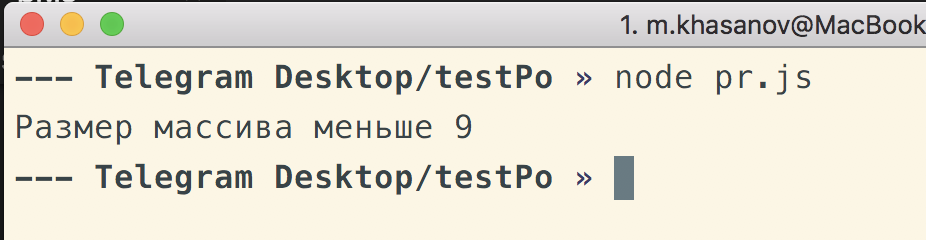 1. m.khasanov@MacBook
--- Telegram Desktop/testPo » node pr.js
Размер массива меньше 9
--- Telegram Desktop/testPo »